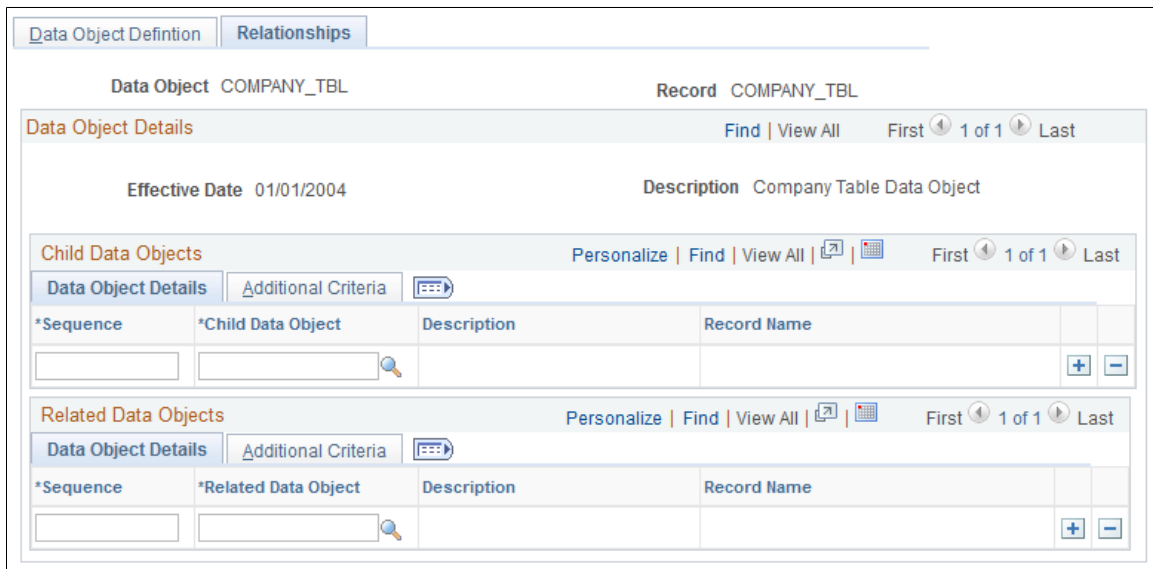 Data Object Defintion Relationships
Data Object COMPANY_TBL Record COMPANY_TBL
Data Object Details Find | View All First 1 of 1 Last
Effective Date 01/01/2004 Description Company Table Data Object
Child Data Objects Personalize | Find | View All | | First 1 of 1 Last
Data Object Details Additional Criteria
*Sequence *Child Data Object Description Record Name
Related Data Objects Personalize | Find | View All | | First 1 of 1 Last
Data Object Details Additional Criteria
*Sequence *Related Data Object Description Record Name